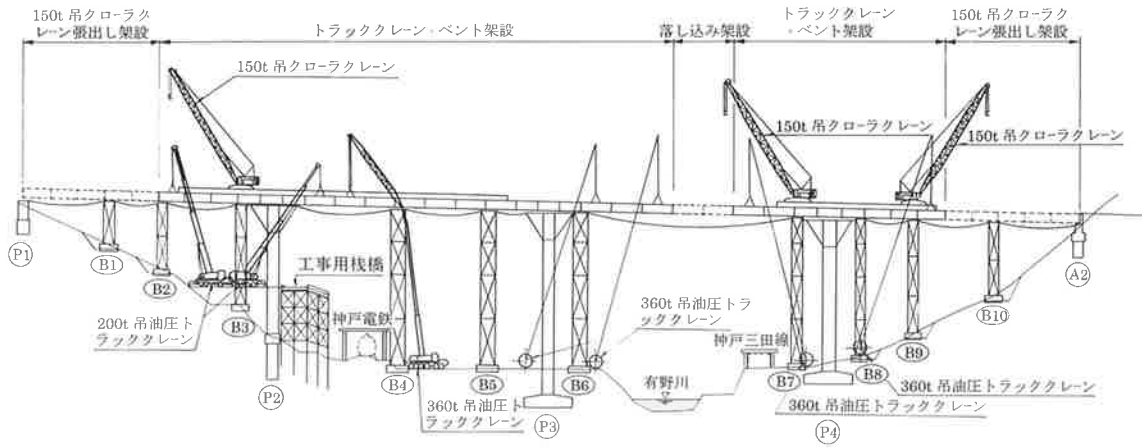 150t 吊クローラク
レーン張出し架設
トラッククレーン・ベント架設
落し込み架設
トラッククレーン
・ベント架設
150t 吊クローラク
レーン張出し架設
150t 吊クローラクレーン
150t 吊クローラクレーン
150t 吊クローラクレーン
P1
B1
B2
B3
200t 吊油圧ト
ラッククレーン
工事用桟橋
神戸電鉄
P2
B4
360t 吊油圧ト
ラッククレーン
B5
P3
B6
360t 吊油圧トラ
ッククレーン
有野川
神戸三田線
B7
P4
B8
B9
B10
A2
360t 吊油圧トラッククレーン
360t 吊油圧トラッククレーン